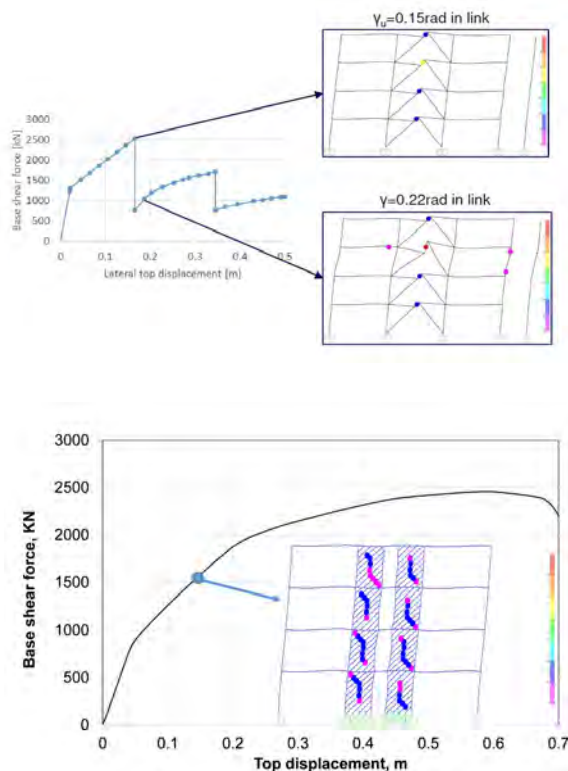 γu=0.15rad in link
Base shear force [kN]
3000
2500
2000
1500
1000
500
0
0 0.1 0.2 0.3 0.4 0.5
Lateral top displacement [m]
γ=0.22rad in link
Base shear force, KN
3000
2500
2000
1500
1000
500
0
0 0.1 0.2 0.3 0.4 0.5 0.6 0.7
Top displacement, m